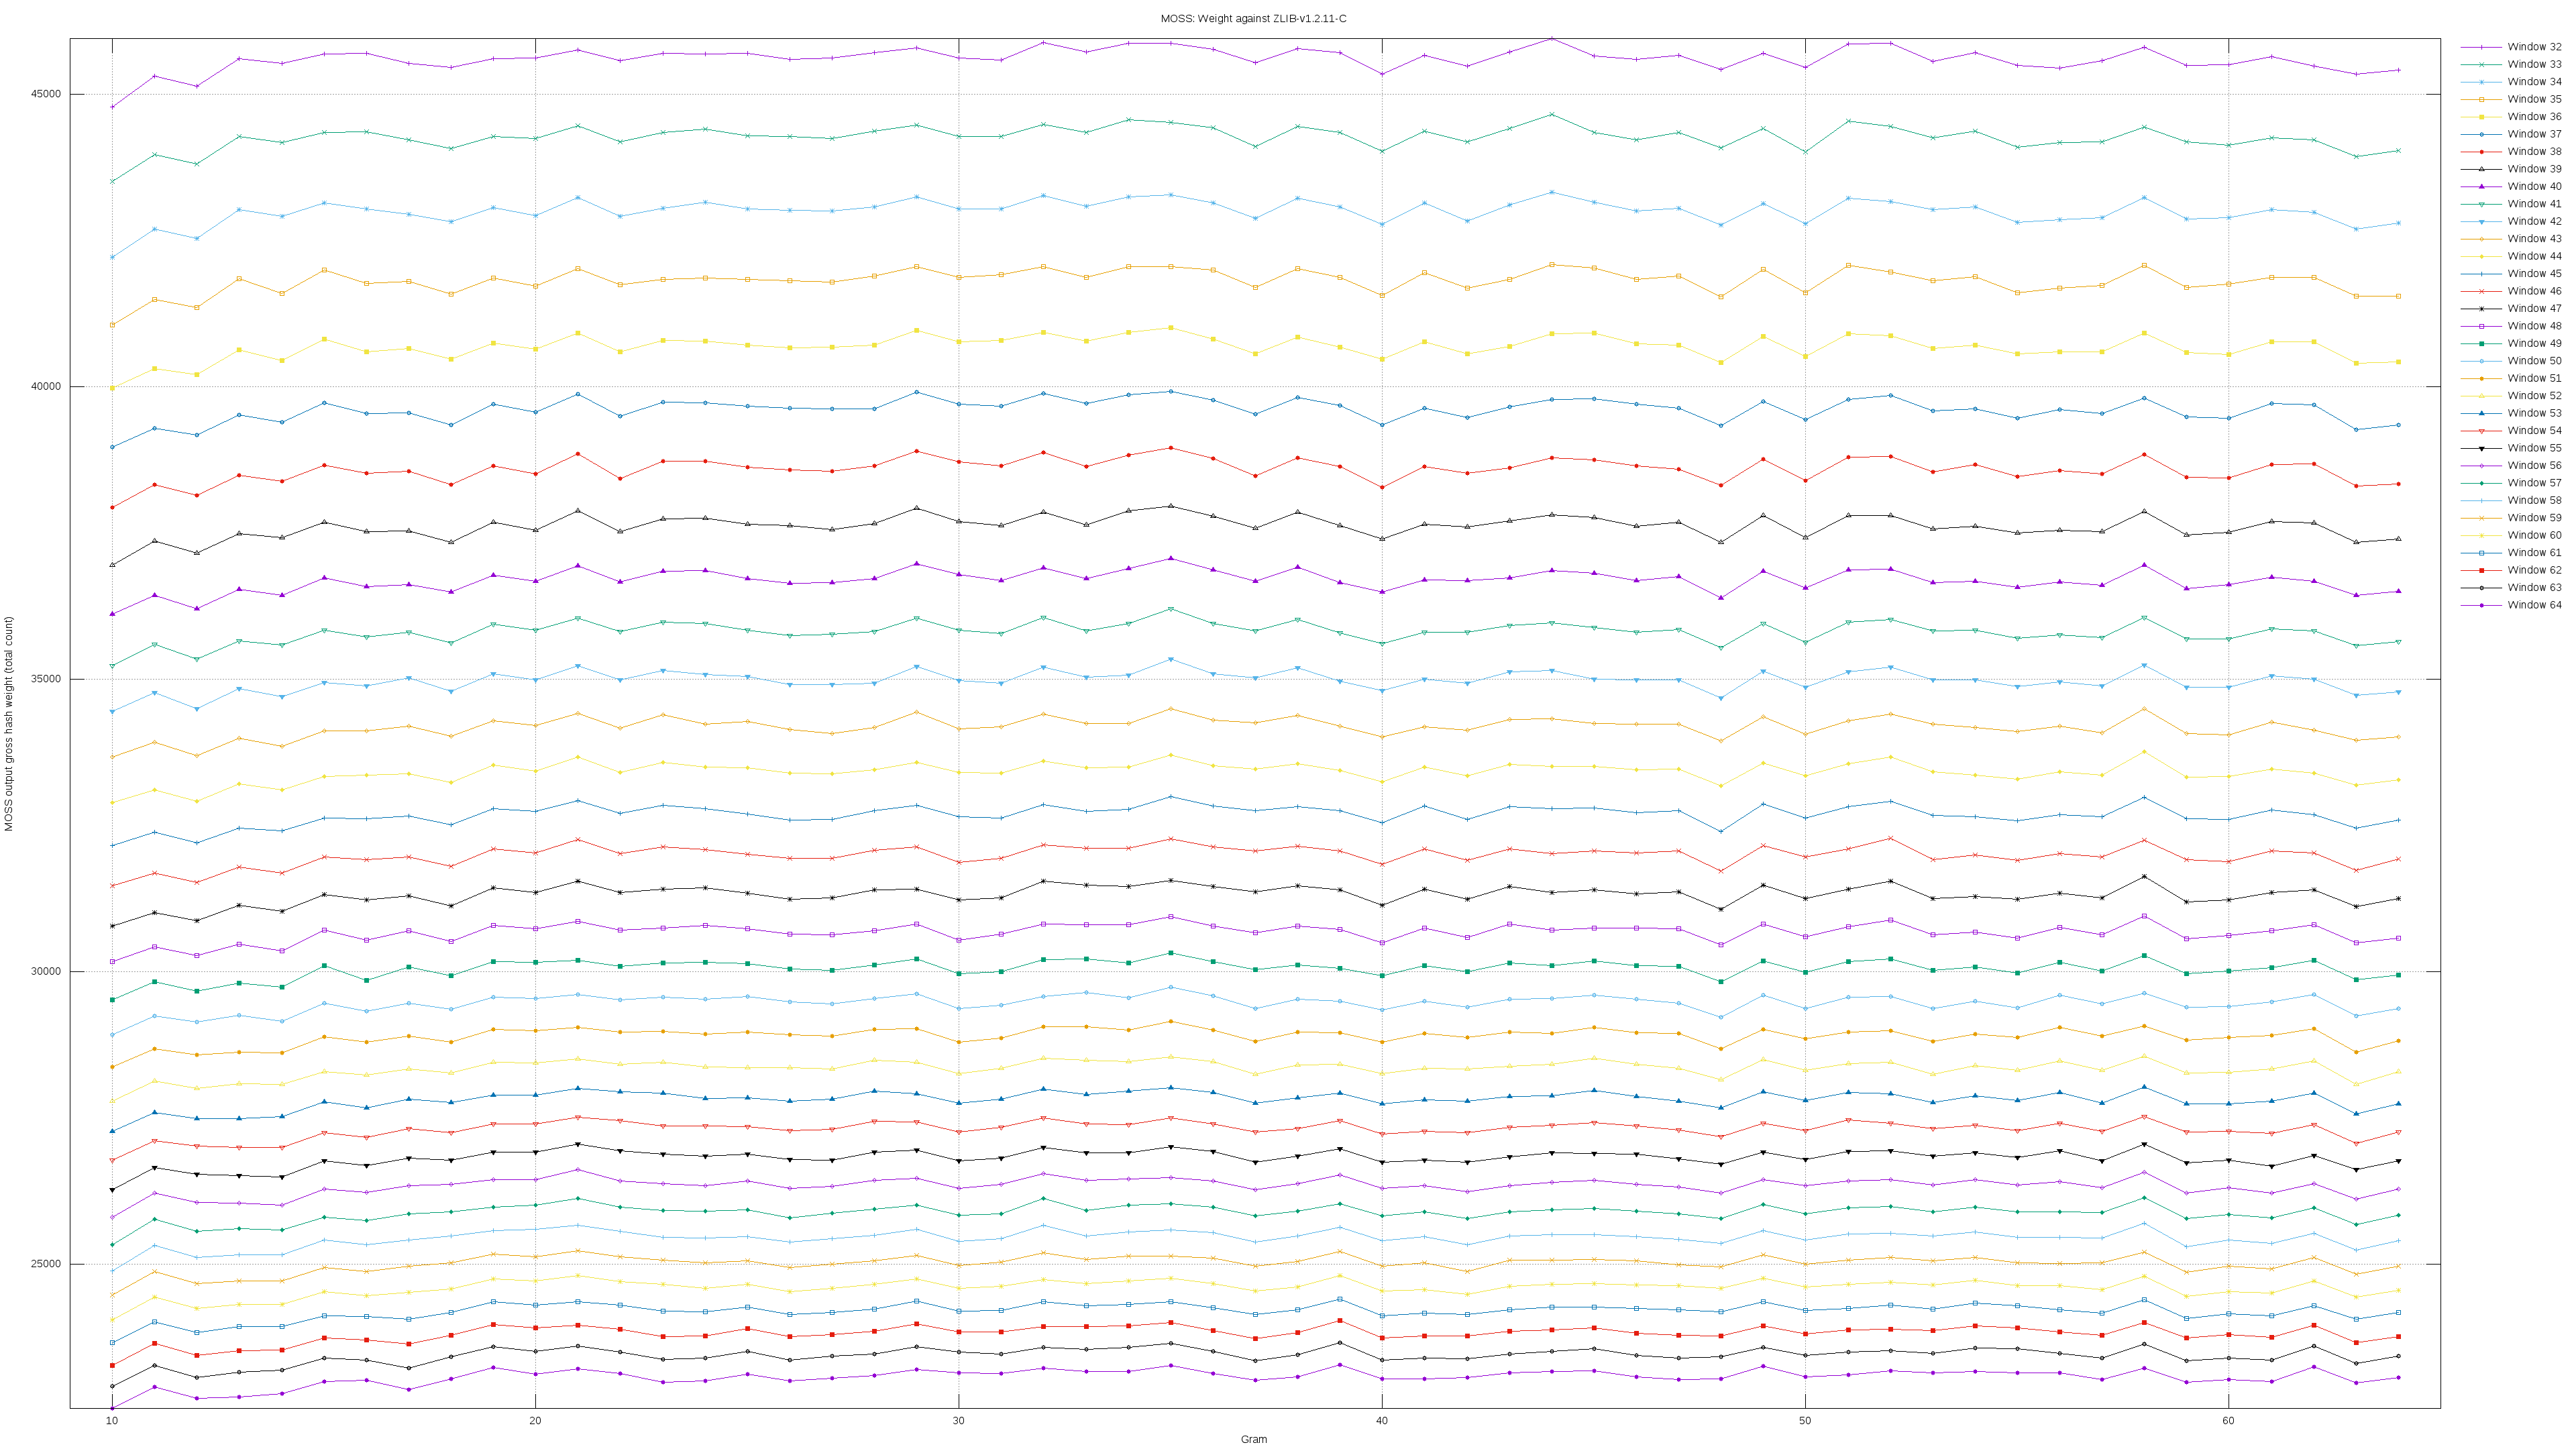 MOSS: Weight against ZLIB-v1.2.11-C
45000
40000
35000
30000
25000
MOSS output gross hash weight (total count)
10
20
30
40
50
60
Gram
Window 32
Window 33
Window 34
Window 35
Window 36
Window 37
Window 38
Window 39
Window 40
Window 41
Window 42
Window 43
Window 44
Window 45
Window 46
Window 47
Window 48
Window 49
Window 50
Window 51
Window 52
Window 53
Window 54
Window 55
Window 56
Window 57
Window 58
Window 59
Window 60
Window 61
Window 62
Window 63
Window 64